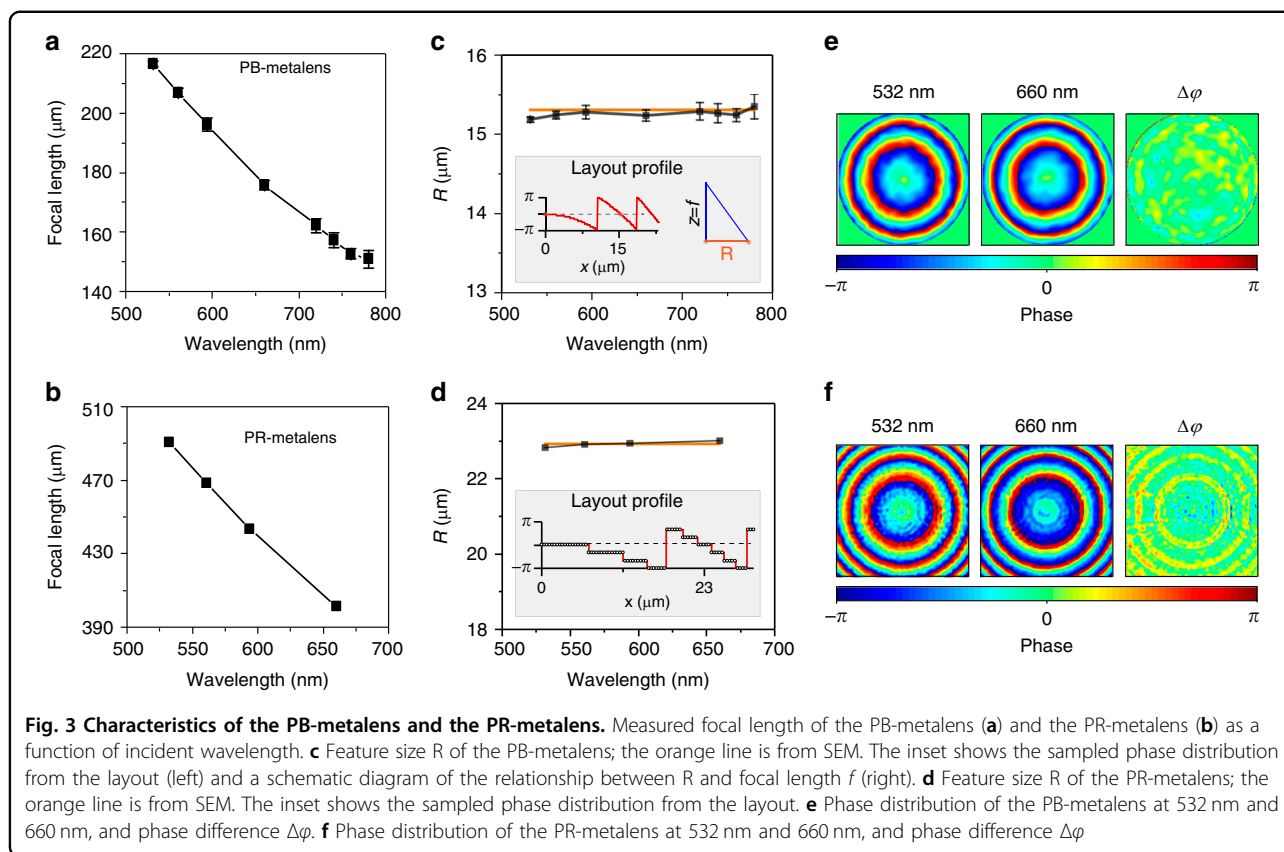 a
220
200
180
160
140
500
600
700
800
Focal length (μm)
Wavelength (nm)
PB-metalens
c
16
15
14
13
500
600
700
800
R (μm)
Wavelength (nm)
Layout profile
π
−π
0
15
x (μm)
z=f
R
e
532 nm
660 nm
Δφ
−π
0
π
Phase
b
510
470
430
390
500
550
600
650
700
Focal length (μm)
Wavelength (nm)
PR-metalens
d
24
22
20
18
500
550
600
650
700
R (μm)
Wavelength (nm)
Layout profile
π
−π
0
23
x (μm)
f
532 nm
660 nm
Δφ
−π
0
π
Phase
Fig. 3 Characteristics of the PB-metalens and the PR-metalens. Measured focal length of the PB-metalens (a) and the PR-metalens (b) as a
function of incident wavelength. c Feature size R of the PB-metalens; the orange line is from SEM. The inset shows the sampled phase distribution
from the layout (left) and a schematic diagram of the relationship between R and focal length f (right). d Feature size R of the PR-metalens; the
orange line is from SEM. The inset shows the sampled phase distribution from the layout. e Phase distribution of the PB-metalens at 532 nm and
660 nm, and phase difference Δφ. f Phase distribution of the PR-metalens at 532 nm and 660 nm, and phase difference Δφ